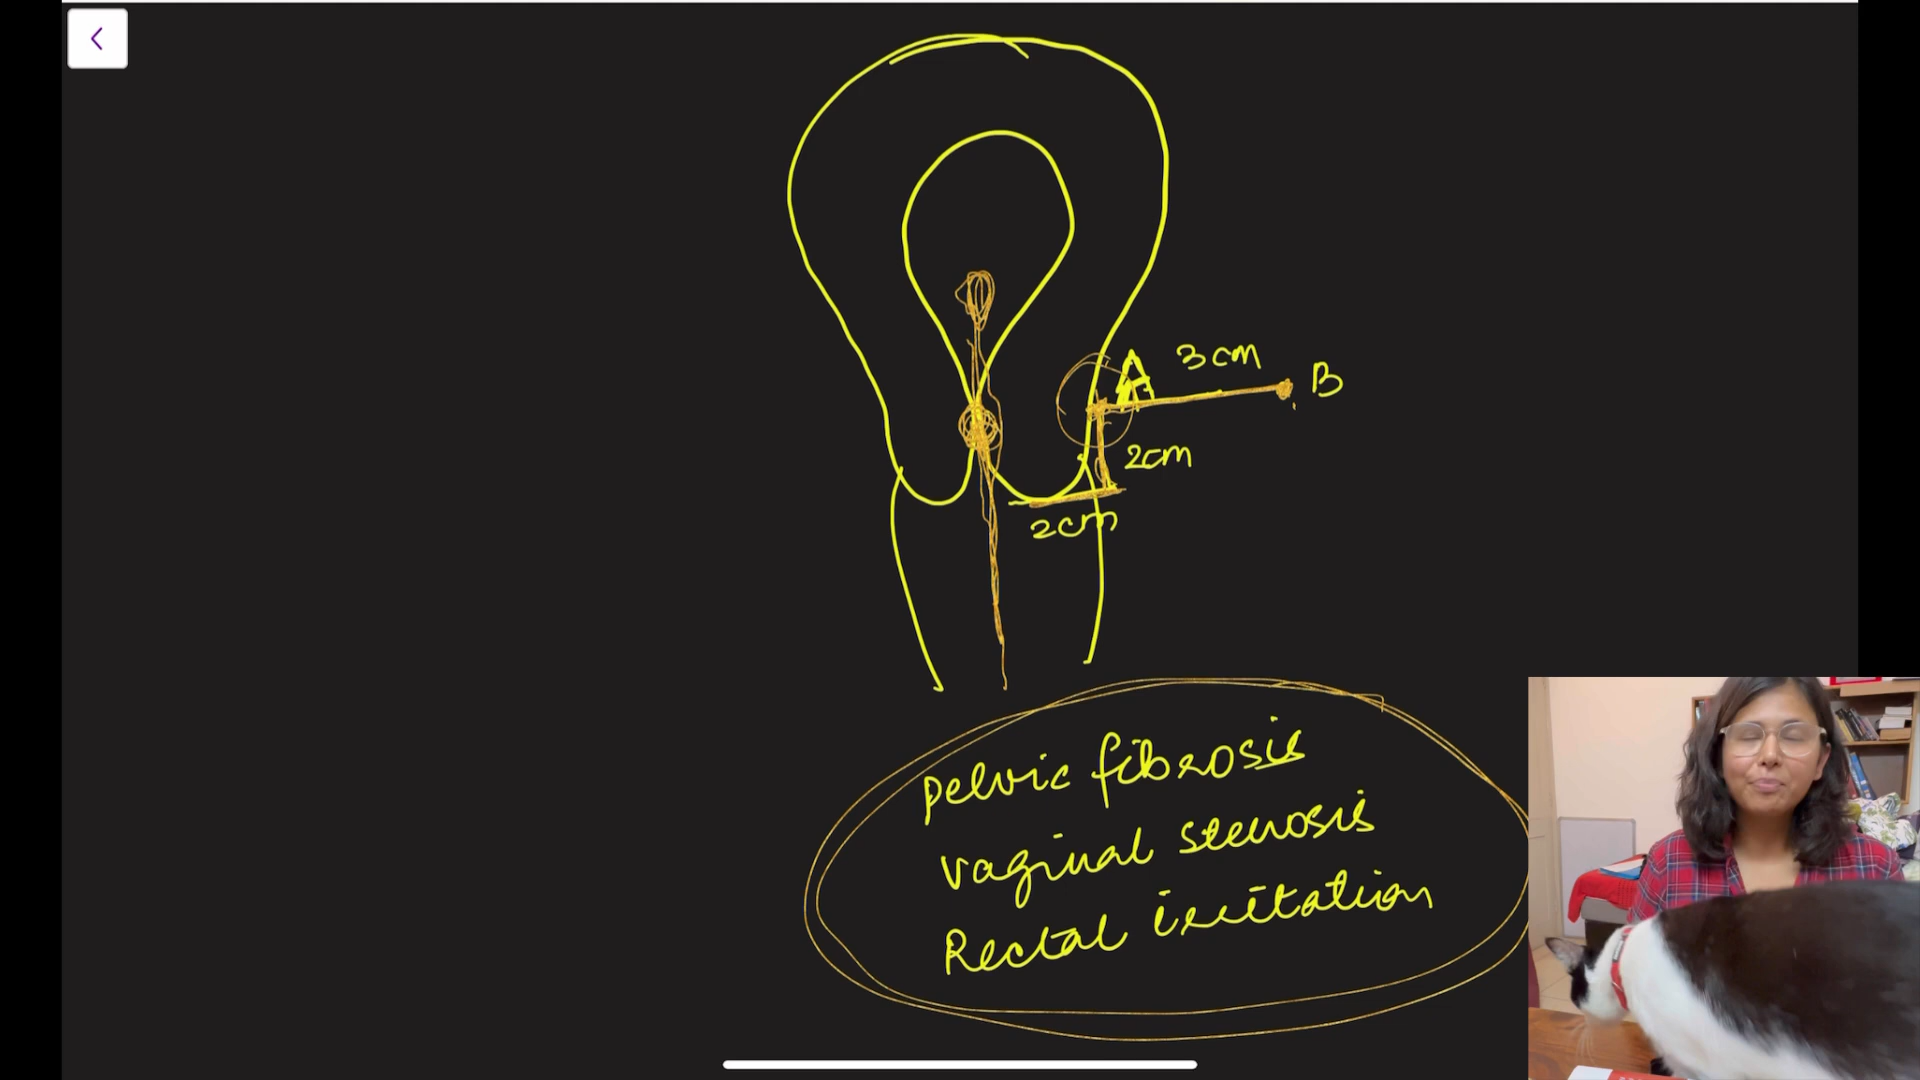 A 3cm B
2cm
2cm
Pelvic fibrosis
vaginal stenosis
Rectal irritation